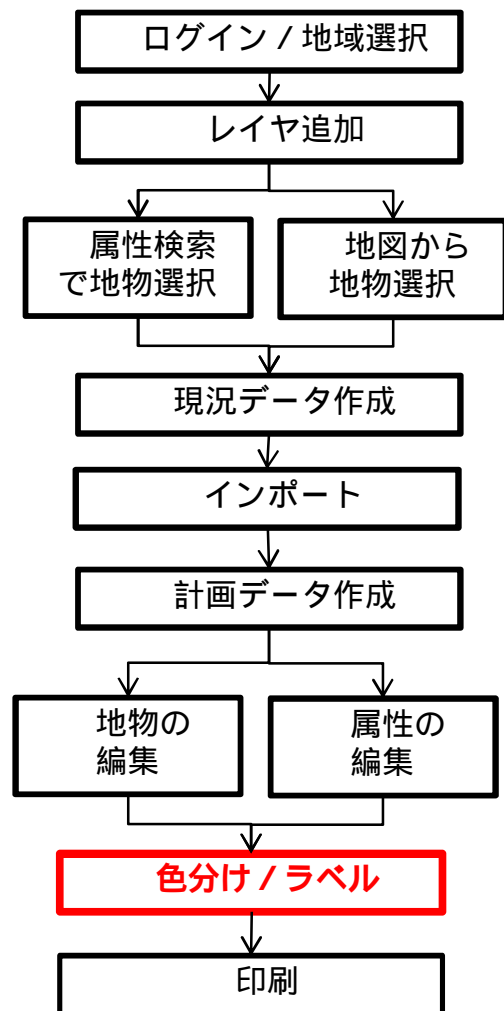 ログイン / 地域選択
レイヤ追加
属性検索
で地物選択
地図から
地物選択
現況データ作成
インポート
計画データ作成
地物の
編集
属性の
編集
色分け / ラベル
印刷